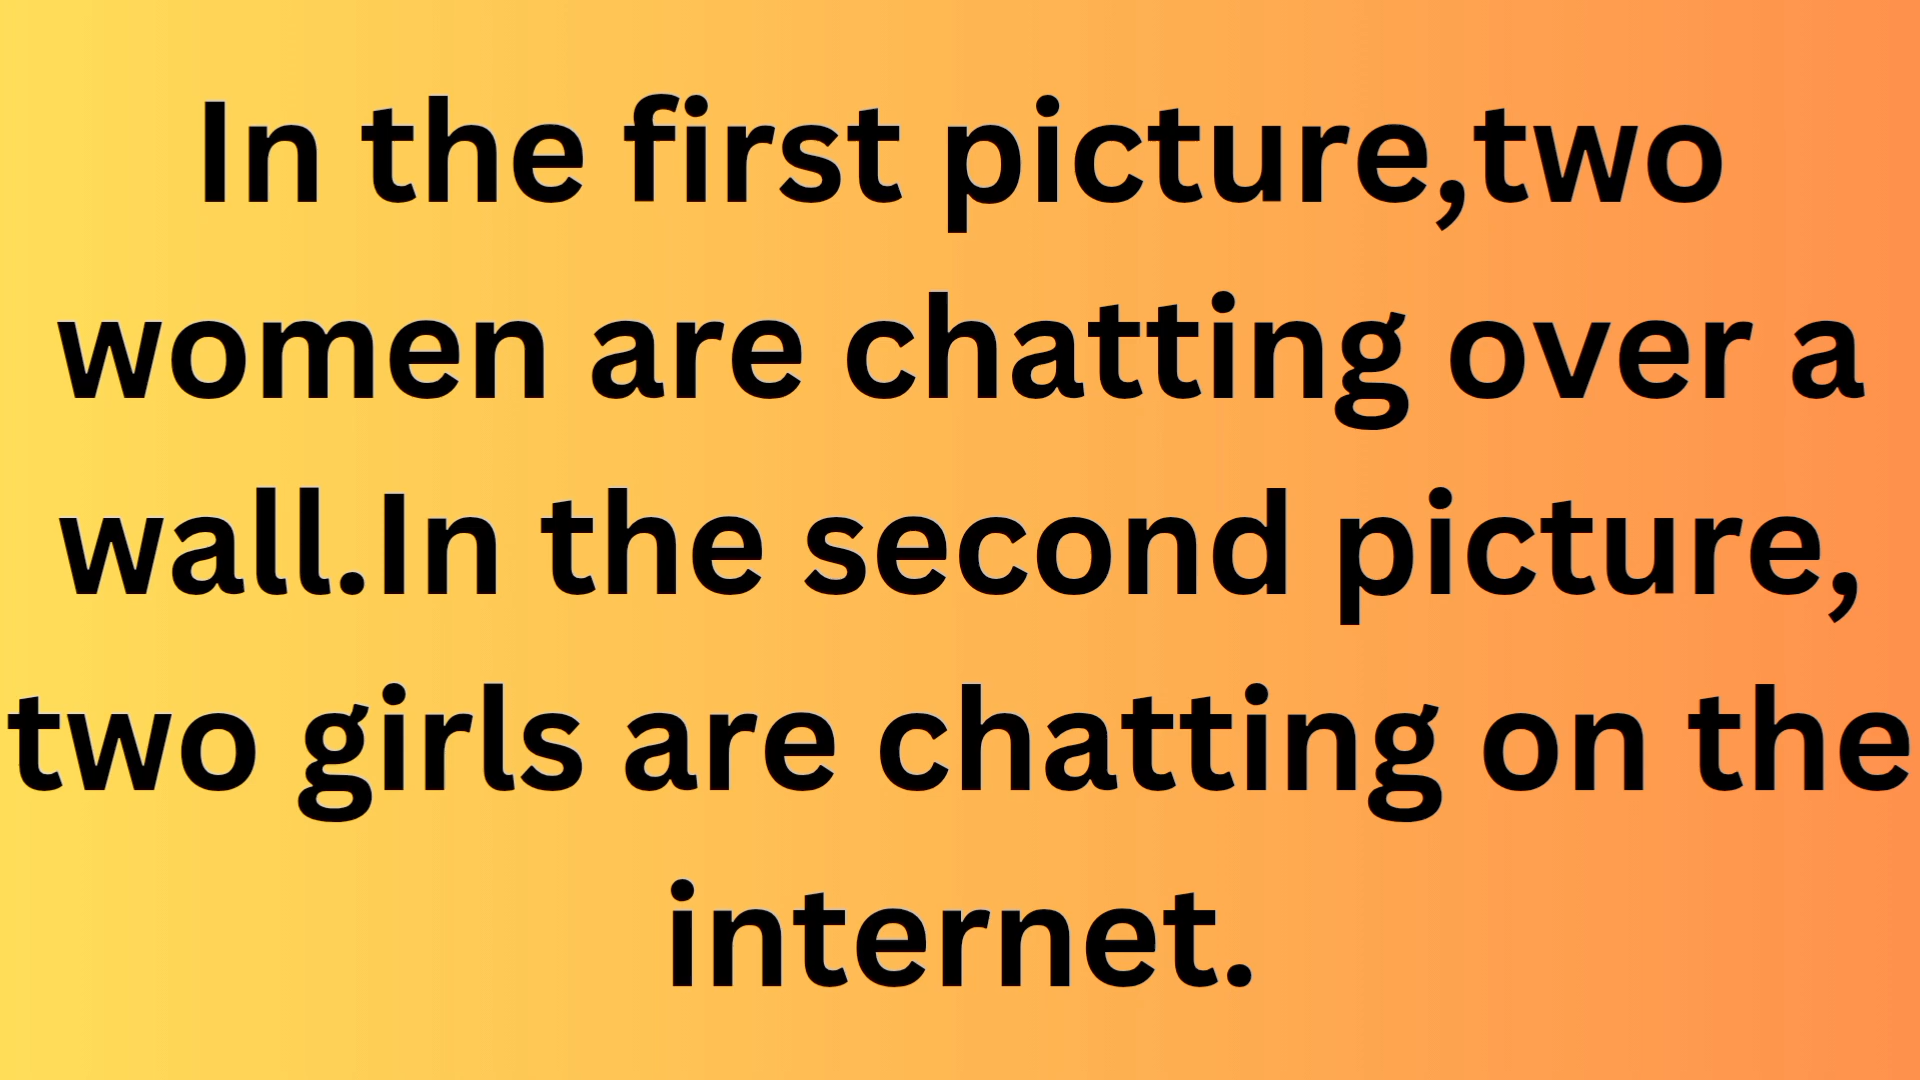 In the first picture,two
women are chatting over a
wall.In the second picture,
two girls are chatting on the
internet.